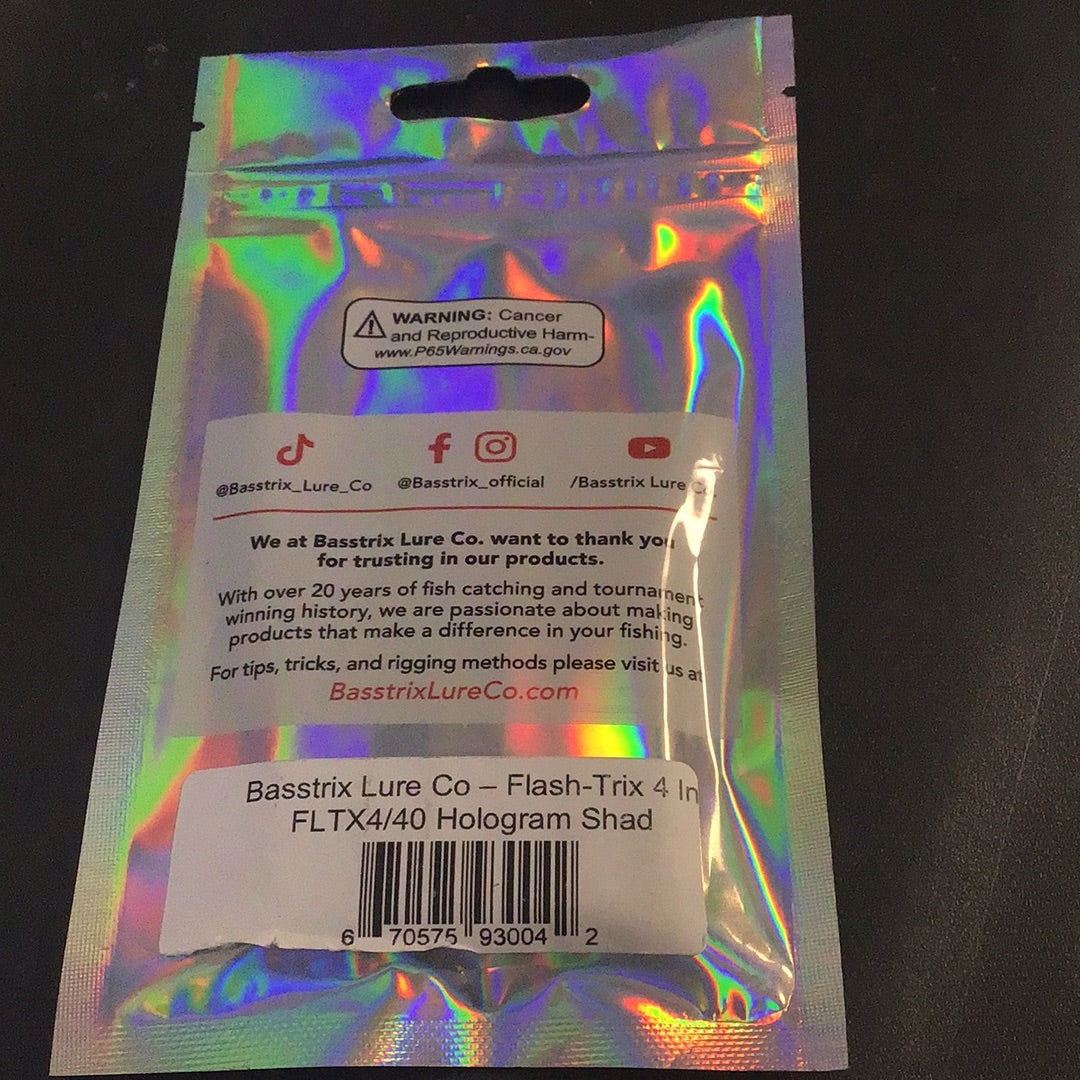 WARNING: Cancer
and Reproductive Harm-
www.P65Warnings.ca.gov
@Basstrix_Lure_Co @Basstrix_official /Basstrix Lure Co.
We at Basstrix Lure Co. want to thank you
for trusting in our products.
With over 20 years of fish catching and tournament
winning history, we are passionate about making
products that make a difference in your fishing.
For tips, tricks, and rigging methods please visit us at
BasstrixLureCo.com
Basstrix Lure Co – Flash-Trix 4 In
FLTX4/40 Hologram Shad
6 70575 93004 2